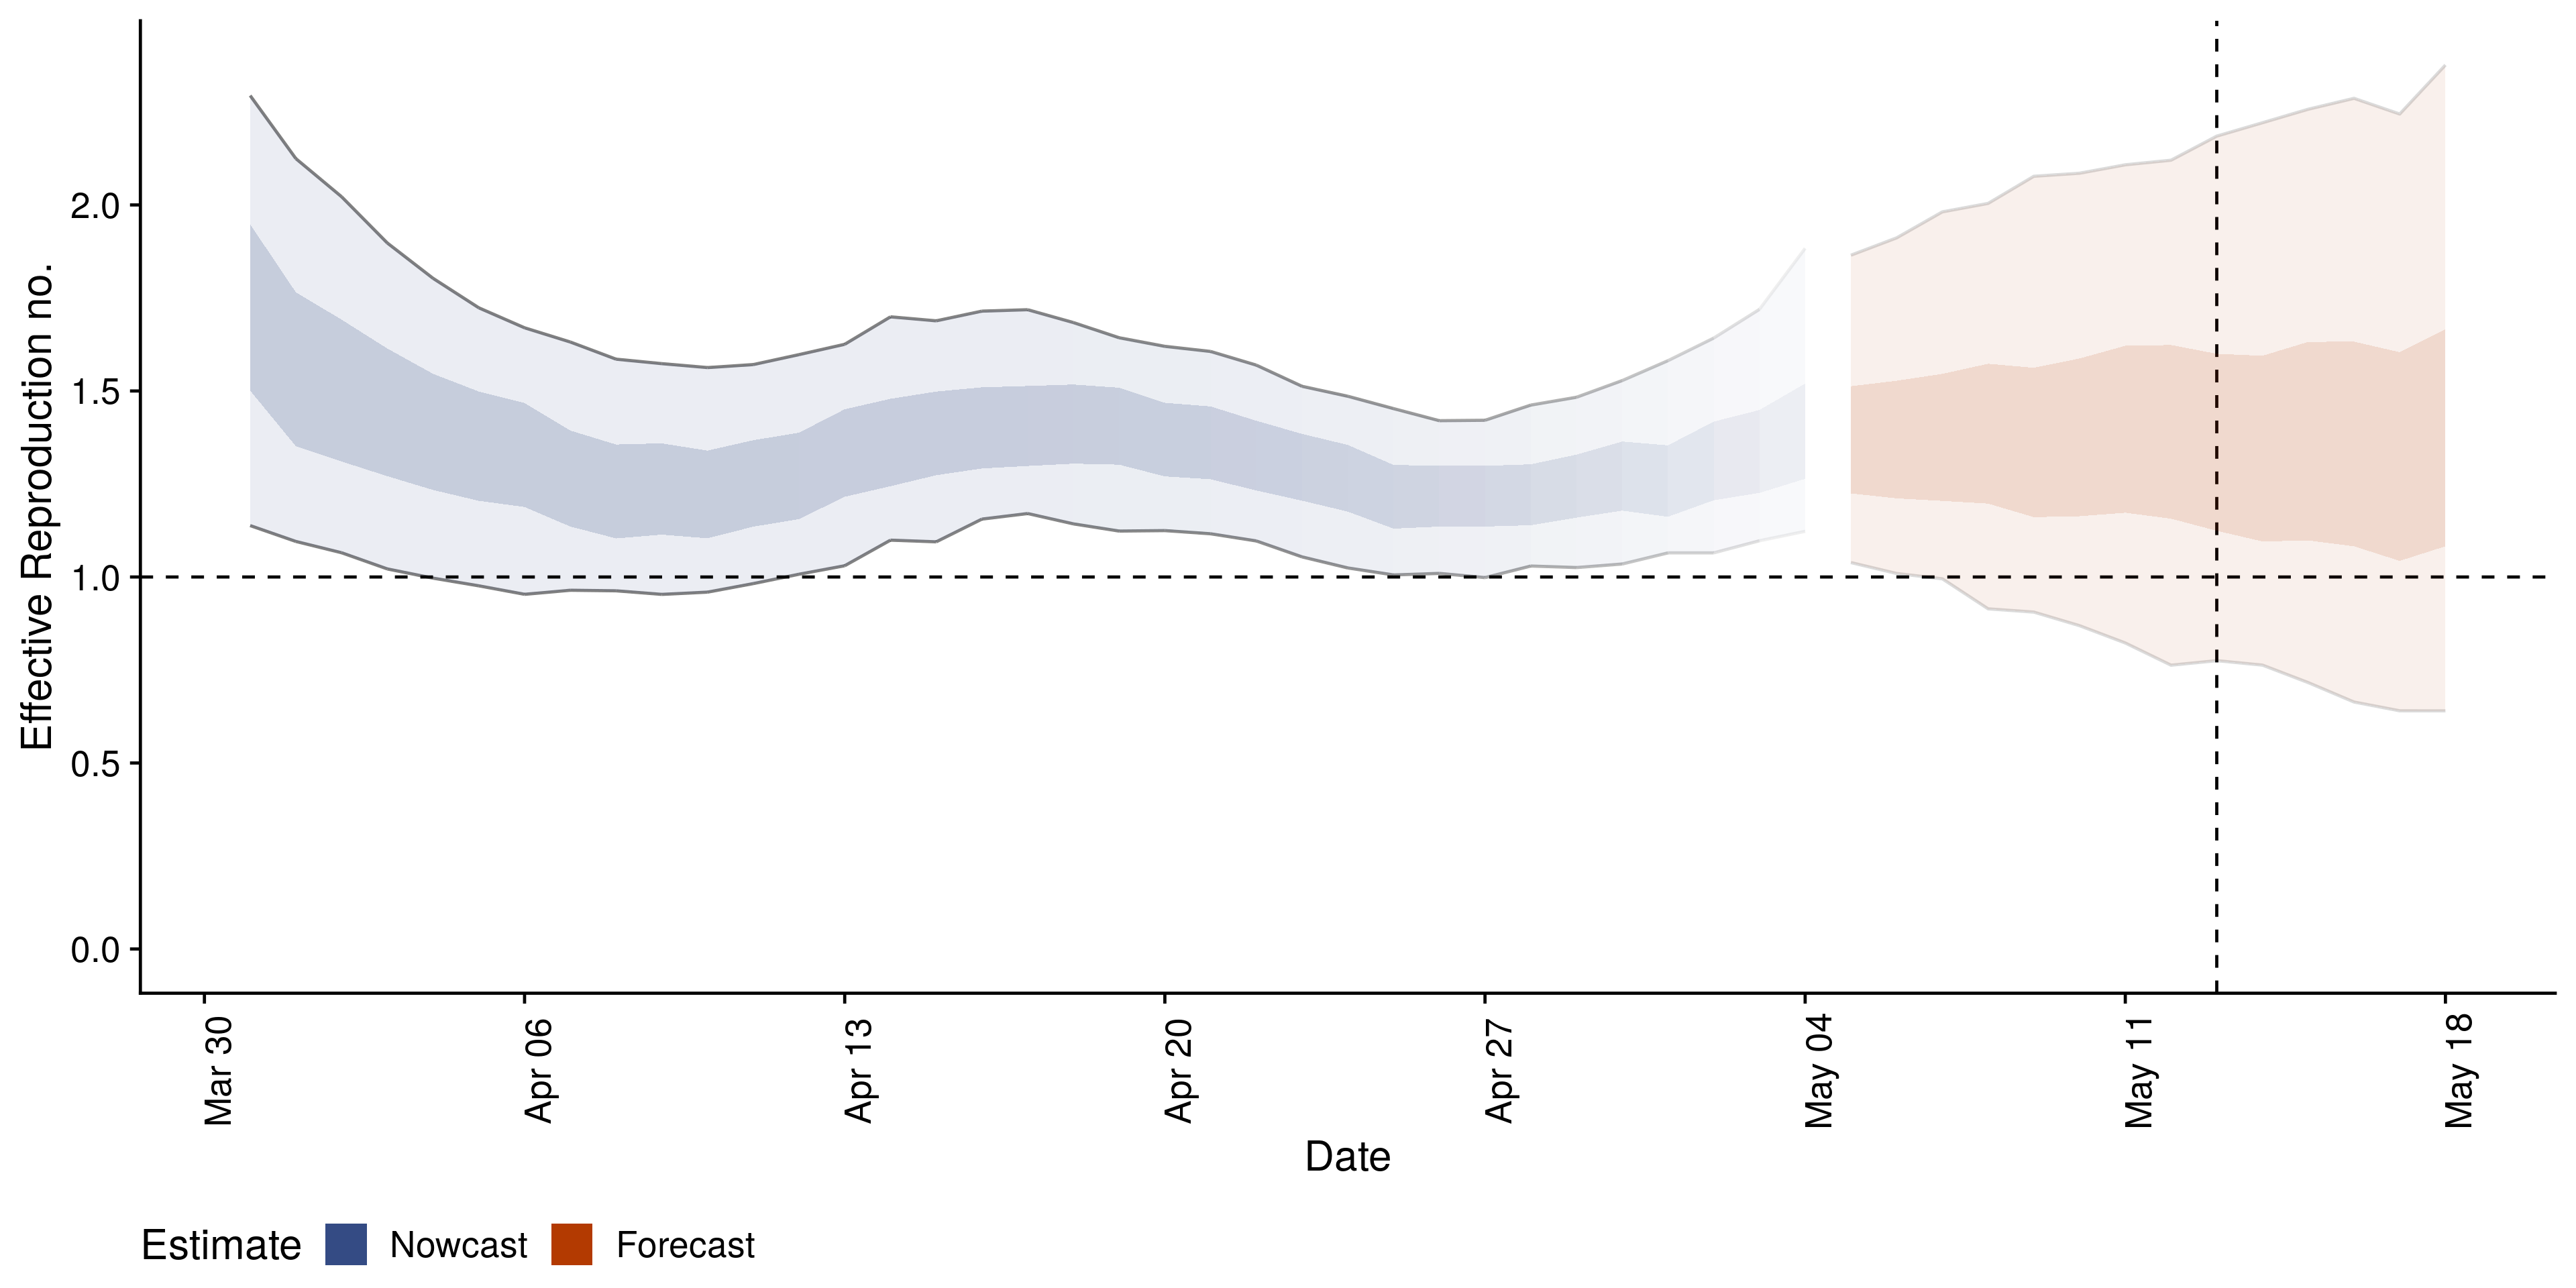 Effective Reproduction no.
2.0
1.5
1.0
0.5
0.0
Mar 30
Apr 06
Apr 13
Apr 20
Apr 27
May 04
May 11
May 18
Date
Estimate Nowcast Forecast